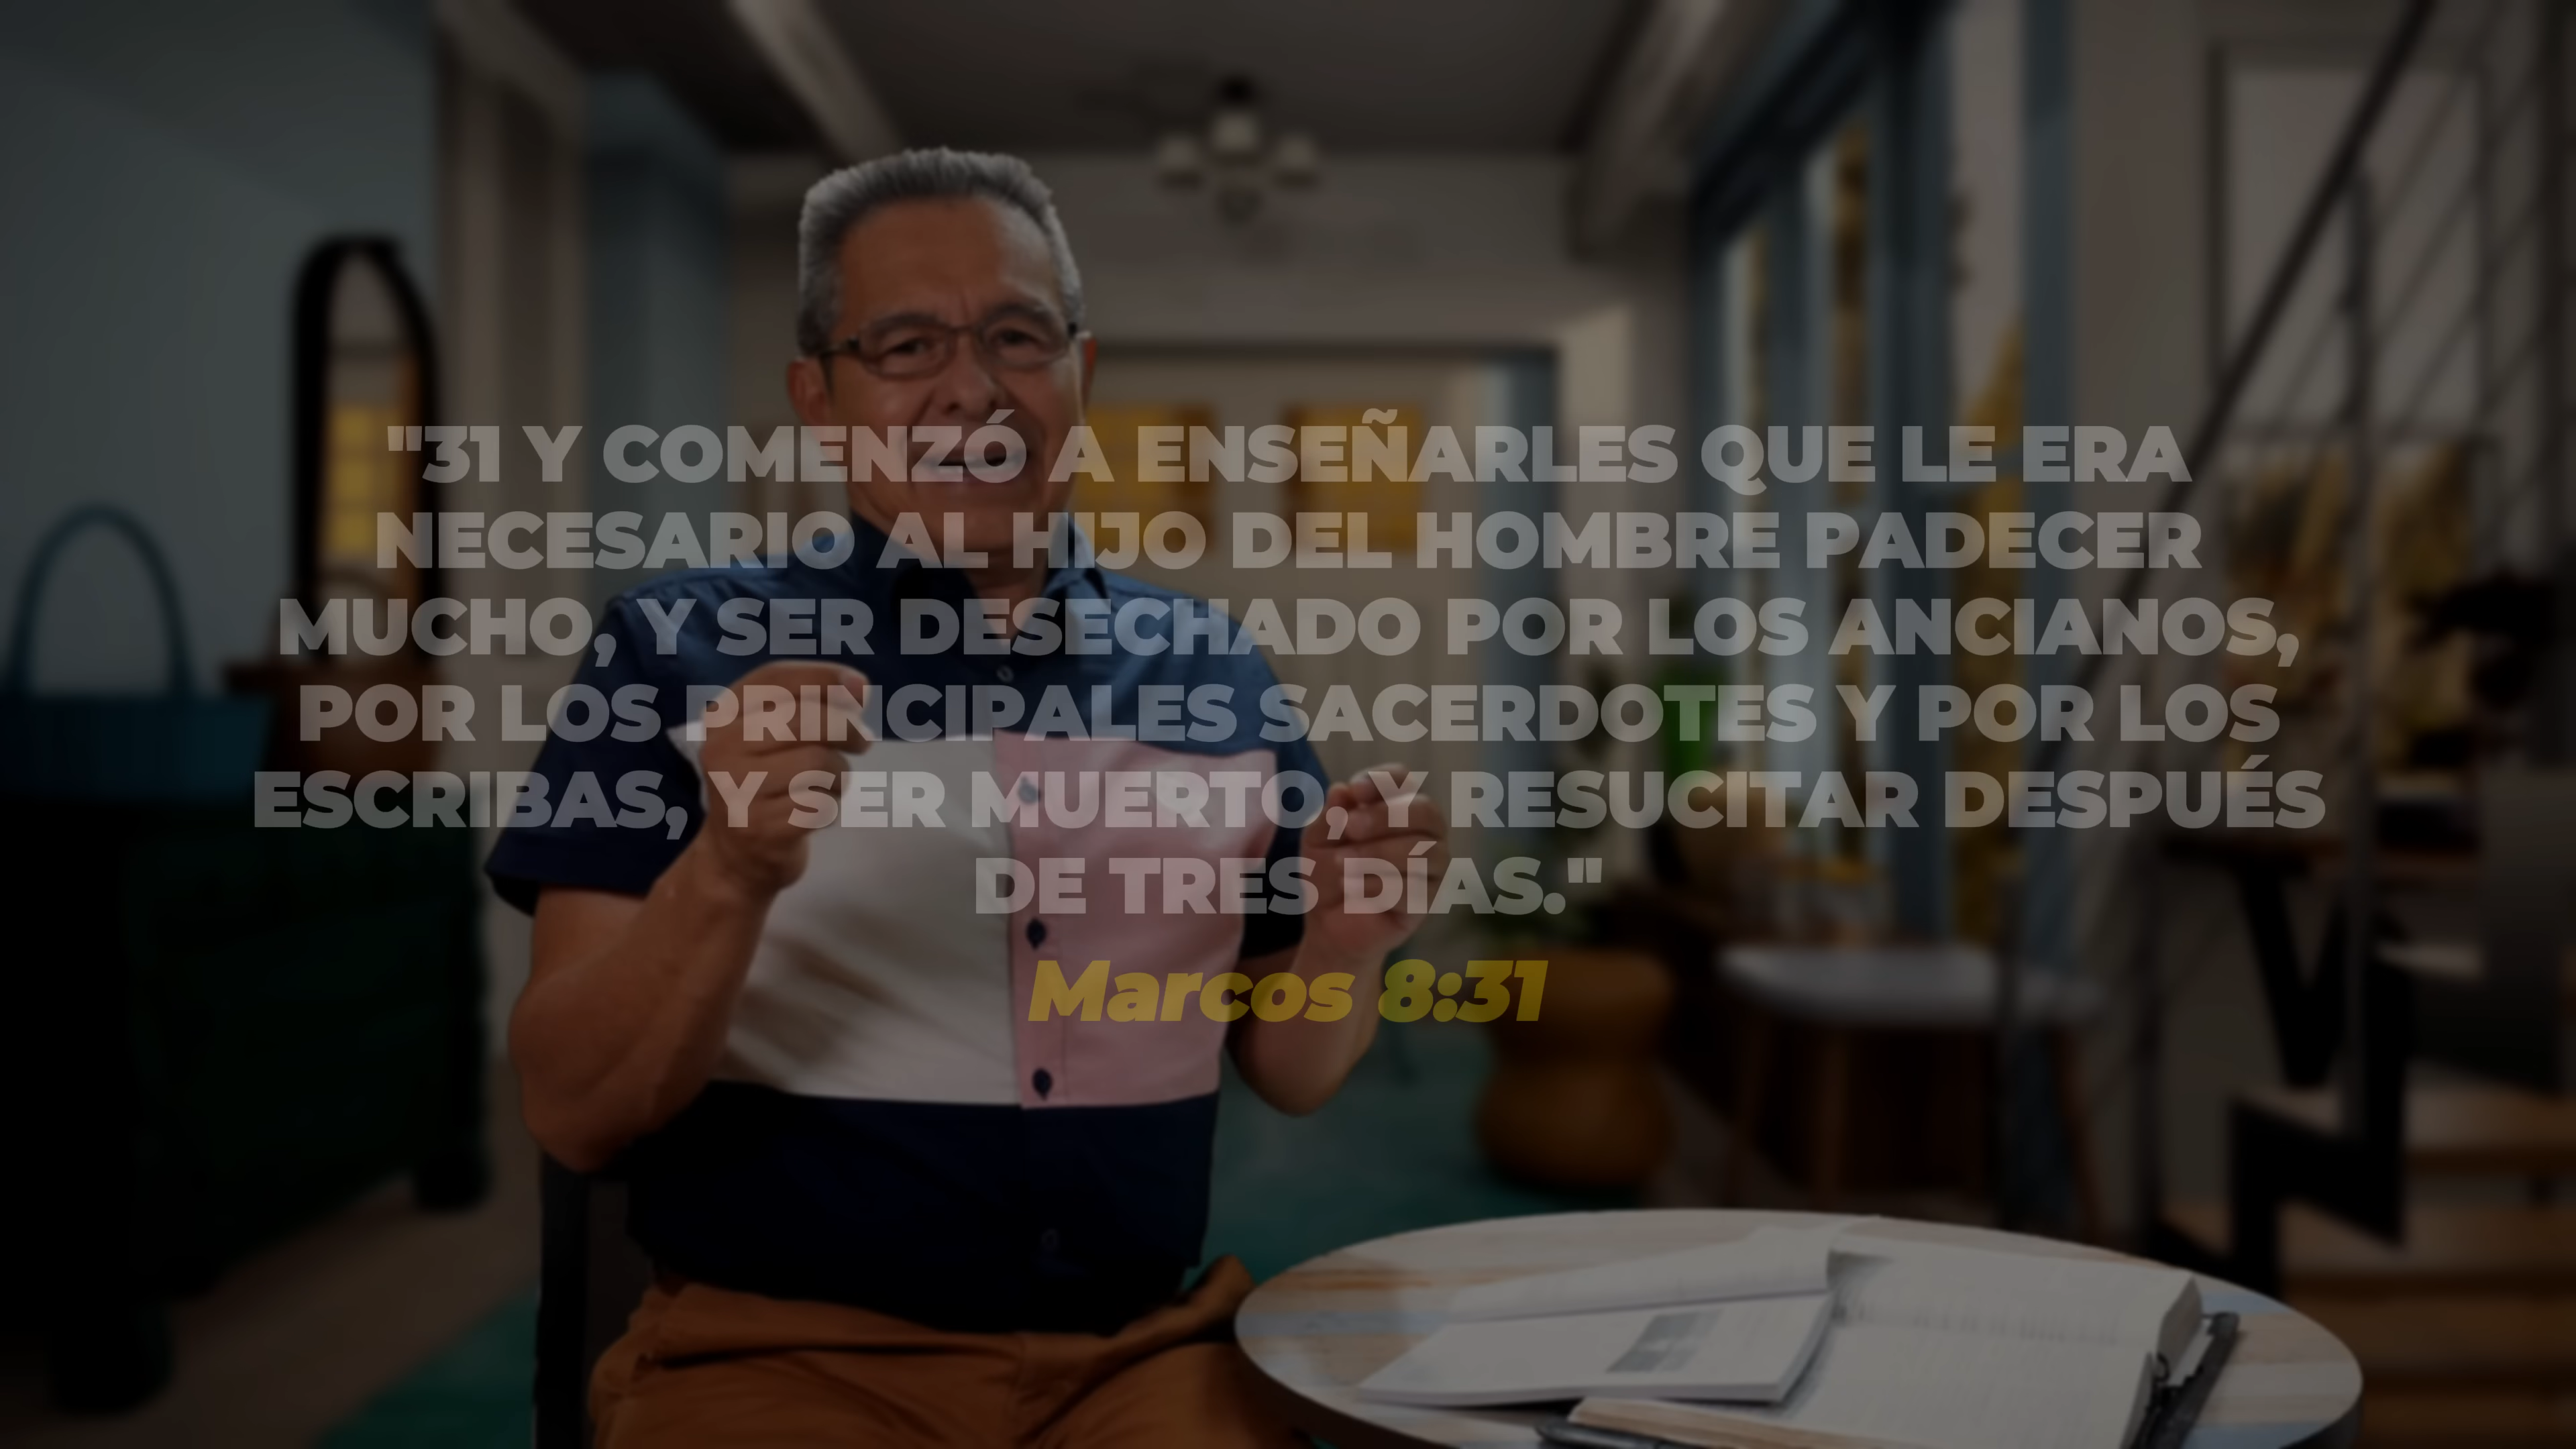 "31 Y COMENZÓ A ENSEÑARLES QUE LE ERA
NECESARIO AL HIJO DEL HOMBRE PADECER
MUCHO, Y SER DESECHADO POR LOS ANCIANOS,
POR LOS PRINCIPALES SACERDOTES Y POR LOS
ESCRIBAS, Y SER MUERTO, Y RESUCITAR DESPUÉS
DE TRES DÍAS."
Marcos 8:31